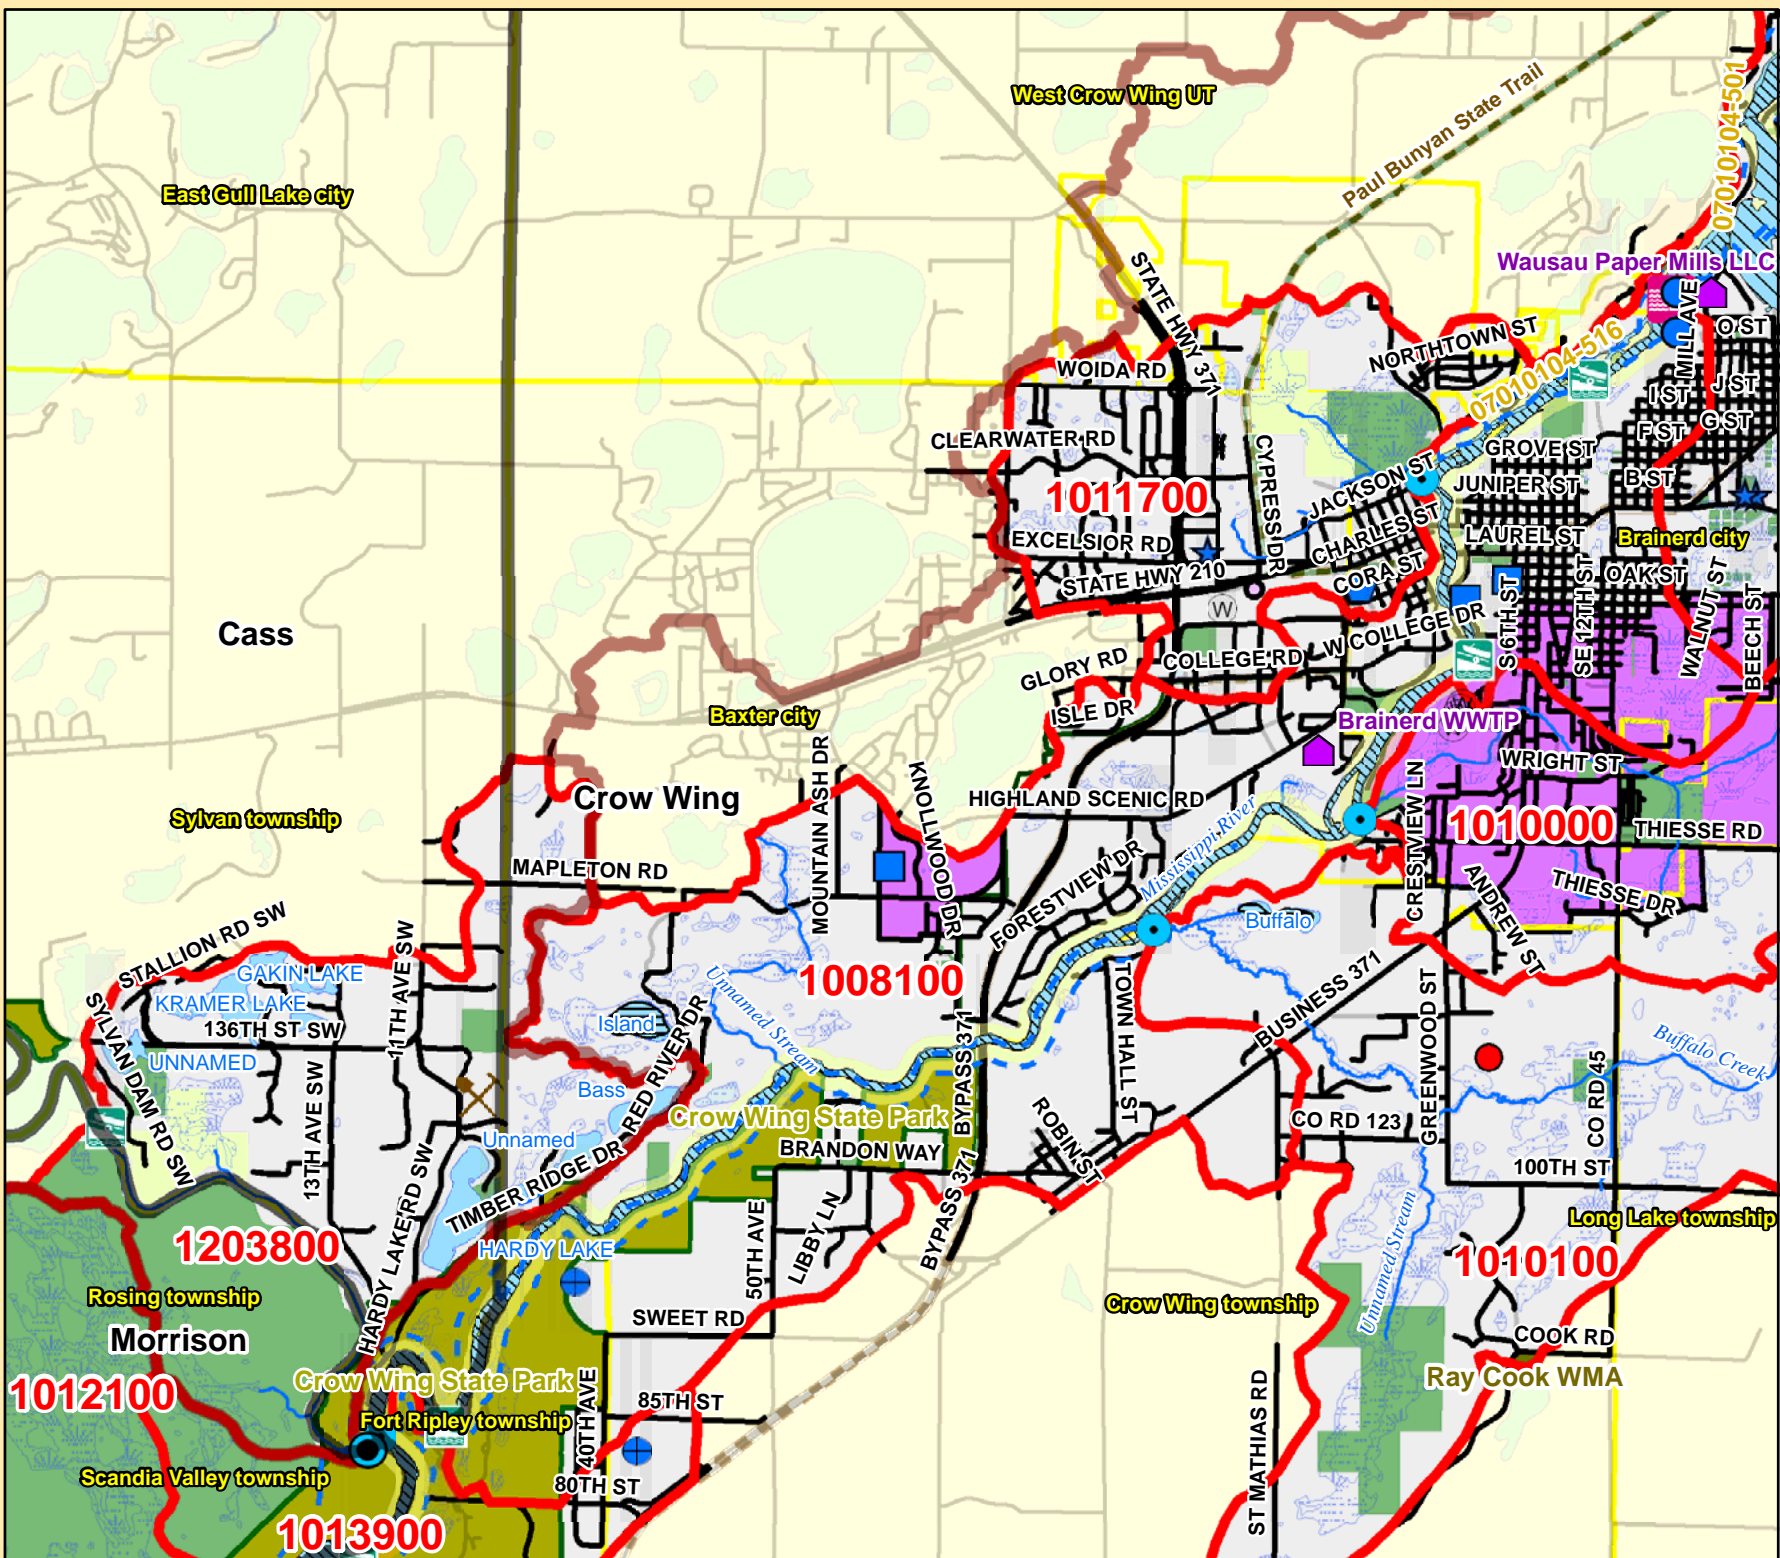 West Crow Wing UT
07010104-501
Paul Bunyan State Trail
East Gull Lake city
Wausau Paper Mills LLC
STATE HWY 371
MILL AVE
O ST
NORTHTOWN ST
07010104-516
WOIDA RD
J ST
I ST
G ST
F ST
CLEARWATER RD
CYPRESS DR
GROVE ST
B ST
JACKSON ST
JUNIPER ST
1011700
CHARLES ST
LAUREL ST
Brainerd city
EXCELSIOR RD
STATE HWY 210
CORA ST
OAK ST
W
S 6TH ST
SE 12TH ST
WALNUT ST
BEECH ST
Cass
W COLLEGE DR
COLLEGE RD
GLORY RD
ISLE DR
Baxter city
Brainerd WWTP
W
MOUNTAIN ASH DR
KNOLLWOOD DR
WRIGHT ST
Crow Wing
HIGHLAND SCENIC RD
CRESTVIEW LN
Sylvan township
1010000
THIESSE RD
Mississippi River
MAPLETON RD
FORESTVIEW DR
ANDREW ST
THIESSE DR
STALLION RD SW
11TH AVE SW
Buffalo
GAKIN LAKE
1008100
KRAMER LAKE
SYLVAN DAM RD SW
136TH ST SW
Island
Unnamed Stream
TOWN HALL ST
BUSINESS 371
GREENWOOD ST
BYPASS 371
UNNAMED
Bass
RED RIVER DR
Buffalo Creek
CO RD 45
13TH AVE SW
Crow Wing State Park
Unnamed
ROBIN ST
CO RD 123
BRANDON WAY
100TH ST
TIMBER RIDGE DR
BYPASS 371
HARDY LAKE RD SW
50TH AVE
LIBBY LN
Unnamed Stream
Long Lake township
1203800
HARDY LAKE
1010100
Rosing township
Crow Wing township
SWEET RD
Morrison
COOK RD
Crow Wing State Park
Ray Cook WMA
1012100
40TH AVE
85TH ST
ST MATHIAS RD
Fort Ripley township
Scandia Valley township
80TH ST
1013900